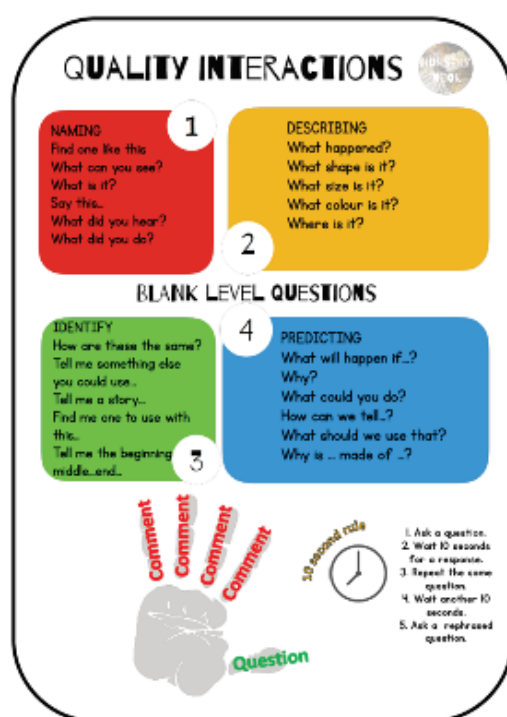 QUALITY INTERACTIONS
1
NAMING
Find one like this
What can you see?
What is it?
Say this..
What did you hear?
What did you do?
DESCRIBING
What happened?
What shape is it?
What size is it?
What colour is it?
Where is it?
2
BLANK LEVEL QUESTIONS
IDENTIFY
How are these the same?
Tell me something else
you could use...
Tell me a story...
Find me one to use with
this...
Tell me the beginning
middle...end...
3
4
PREDICTING
What will happen if...?
Why?
What could you do?
How can we tell..?
What should we use that?
Why is ... made of ...?
Comment
Comment
Comment
Comment
Question
10 second rule
1. Ask a question.
2. Wait 10 seconds
for a response.
3. Repeat the same
question.
4. Wait another 10
seconds.
5. Ask a rephrased
question.